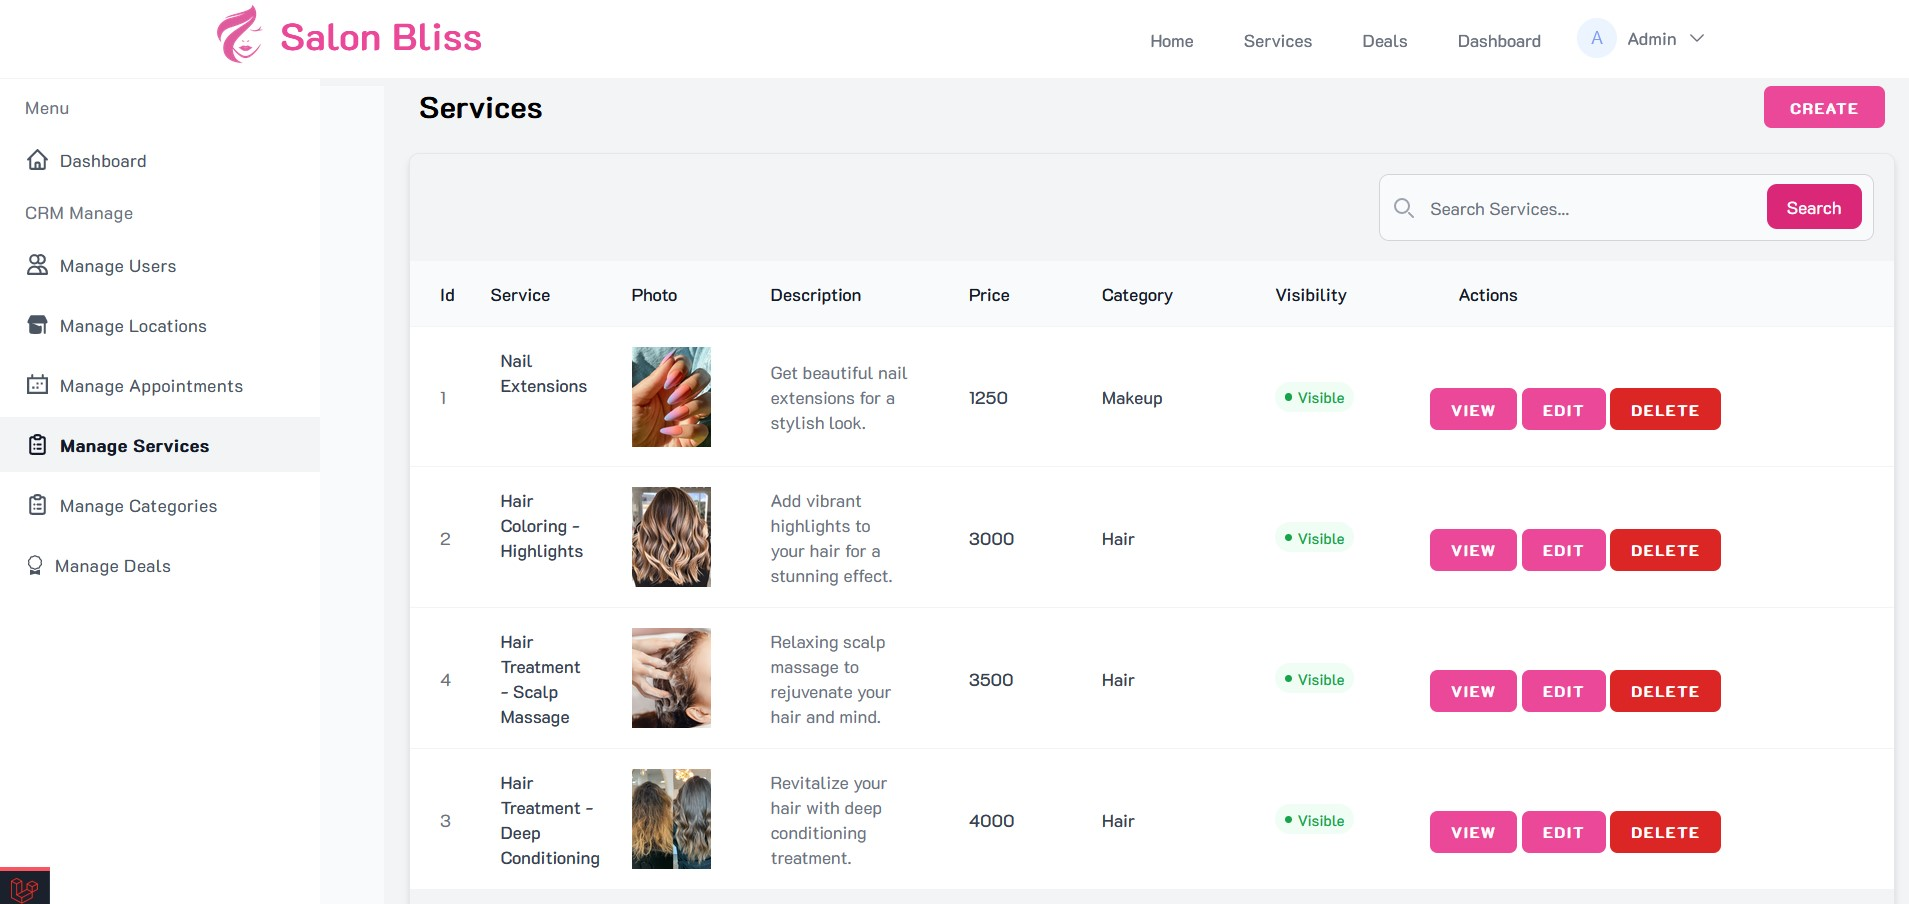 Salon Bliss
Home Services Deals Dashboard A Admin
Menu
Dashboard
CRM Manage
Manage Users
Manage Locations
Manage Appointments
Manage Services
Manage Categories
Manage Deals
Services
CREATE
Search Services...
Search
Id Service Photo Description Price Category Visibility Actions
1
Nail
Extensions
Get beautiful nail
extensions for a
stylish look.
1250
Makeup
Visible
VIEW EDIT DELETE
2
Hair
Coloring -
Highlights
Add vibrant
highlights to
your hair for a
stunning effect.
3000
Hair
Visible
VIEW EDIT DELETE
4
Hair
Treatment
- Scalp
Massage
Relaxing scalp
massage to
rejuvenate your
hair and mind.
3500
Hair
Visible
VIEW EDIT DELETE
3
Hair
Treatment -
Deep
Conditioning
Revitalize your
hair with deep
conditioning
treatment.
4000
Hair
Visible
VIEW EDIT DELETE